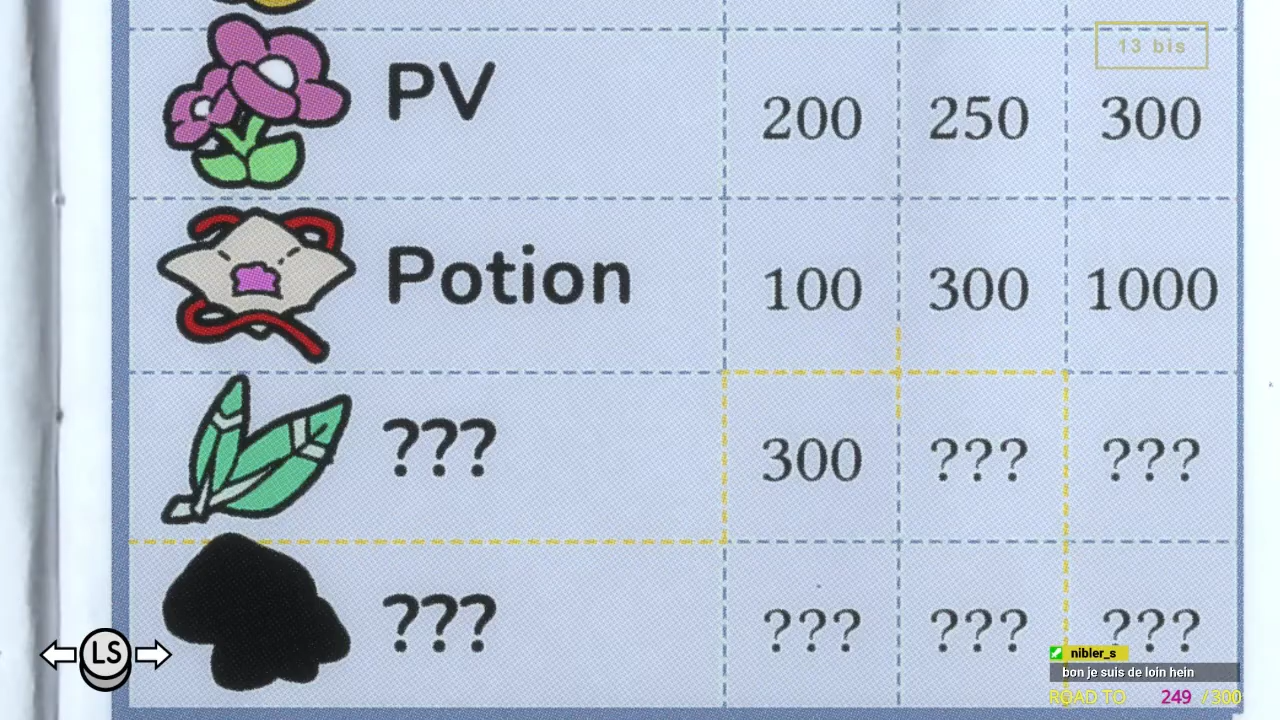 13 bis
PV 200 250 300
Potion 100 300 1000
??? 300 ??? ???
??? ??? ??? ???
LS
nibler_s
bon je suis de loin hein
ROAD TO 249 / 300